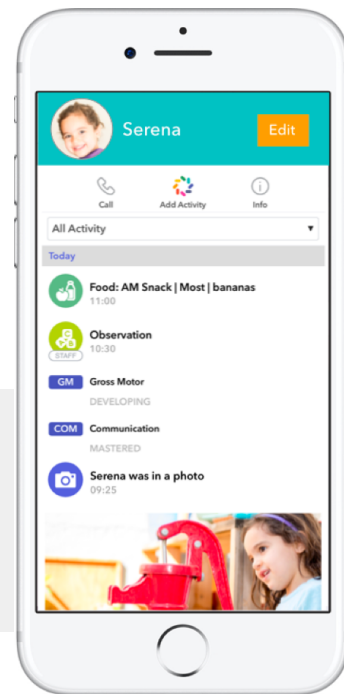 Serena
Edit
Call
Add Activity
Info
All Activity
Today
Food: AM Snack | Most | bananas
11:00
Observation
10:30
STAFF
GM Gross Motor
DEVELOPING
COM Communication
MASTERED
Serena was in a photo
09:25